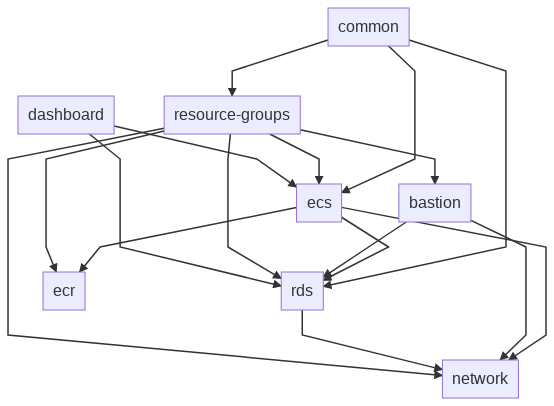 common
dashboard
resource-groups
ecs
bastion
ecr
rds
network